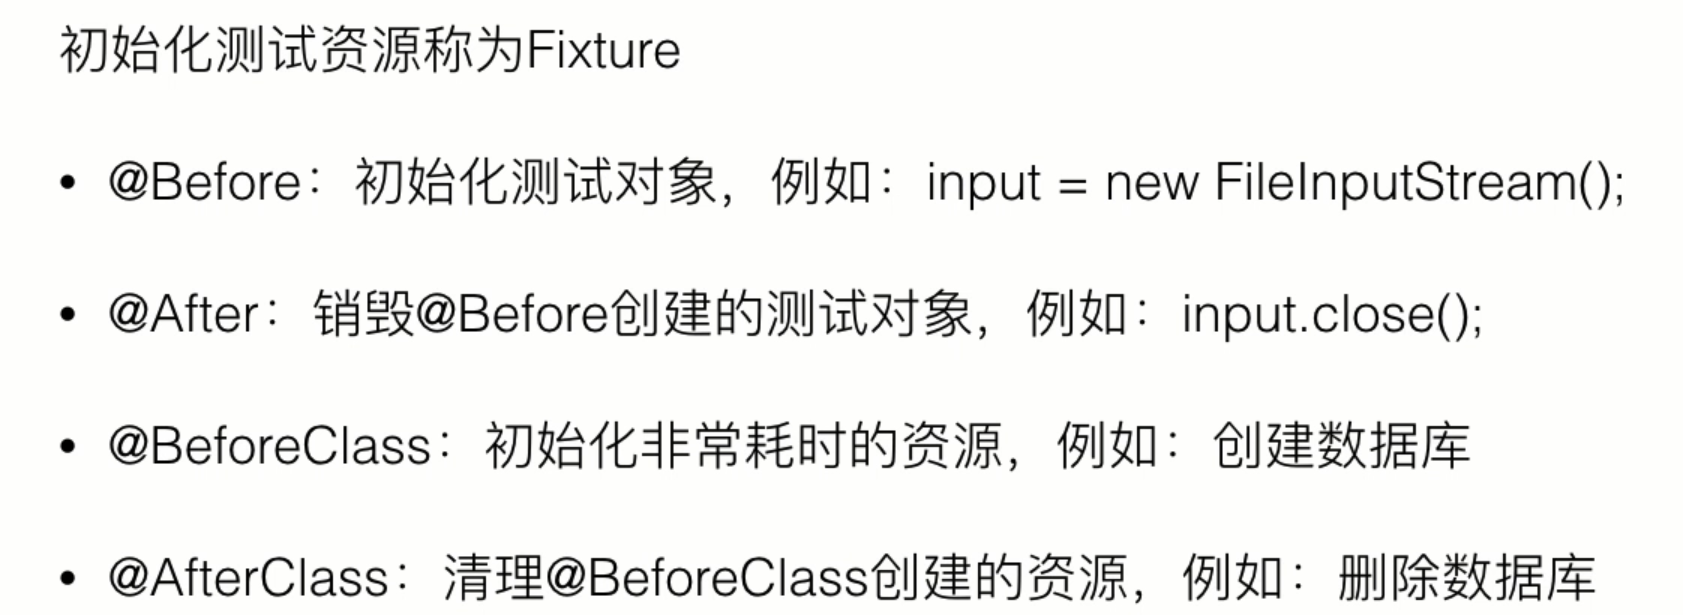 初始化测试资源称为Fixture
• @Before：初始化测试对象，例如：input = new FileInputStream();
• @After：销毁@Before创建的测试对象，例如：input.close();
• @BeforeClass：初始化非常耗时的资源，例如：创建数据库
• @AfterClass：清理@BeforeClass创建的资源，例如：删除数据库